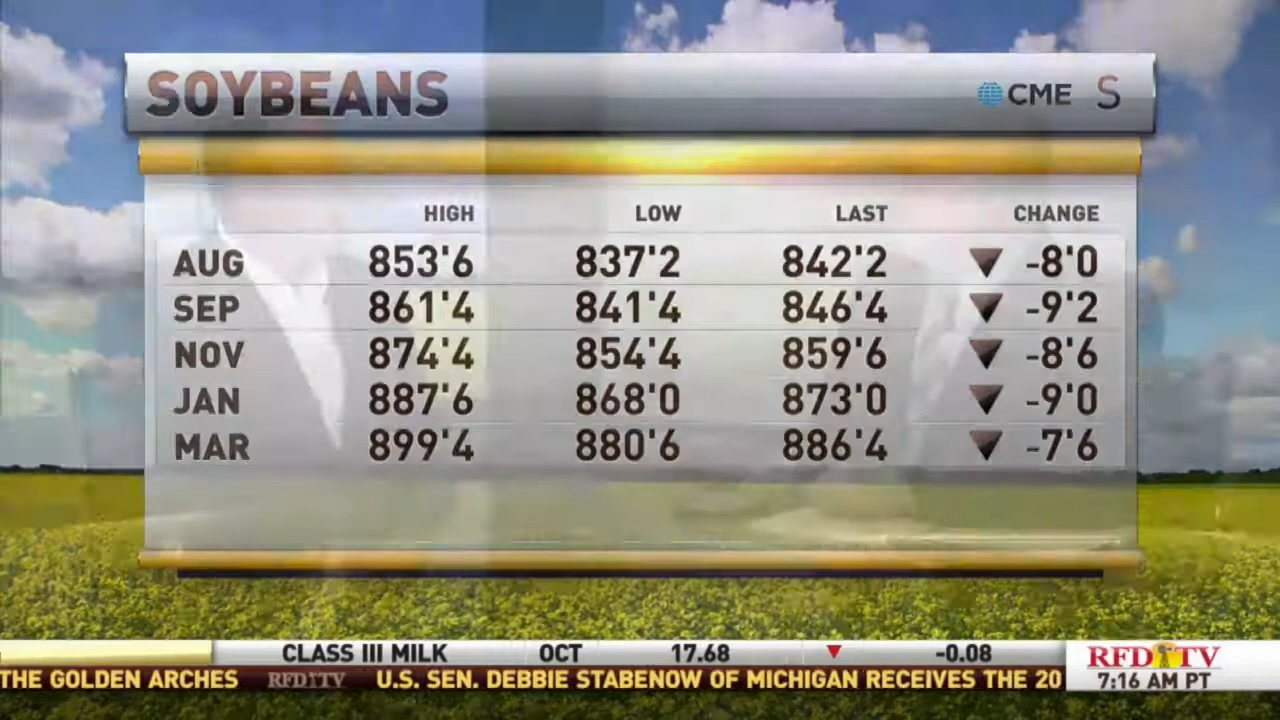 SOYBEANS CME S
HIGH LOW LAST CHANGE
AUG 853'6 837'2 842'2 -8'0
SEP 861'4 841'4 846'4 -9'2
NOV 874'4 854'4 859'6 -8'6
JAN 887'6 868'0 873'0 -9'0
MAR 899'4 880'6 886'4 -7'6
CLASS III MILK OCT 17.68 -0.08
RFD TV
THE GOLDEN ARCHES RFD TV U.S. SEN. DEBBIE STABENOW OF MICHIGAN RECEIVES THE 20
7:16 AM PT